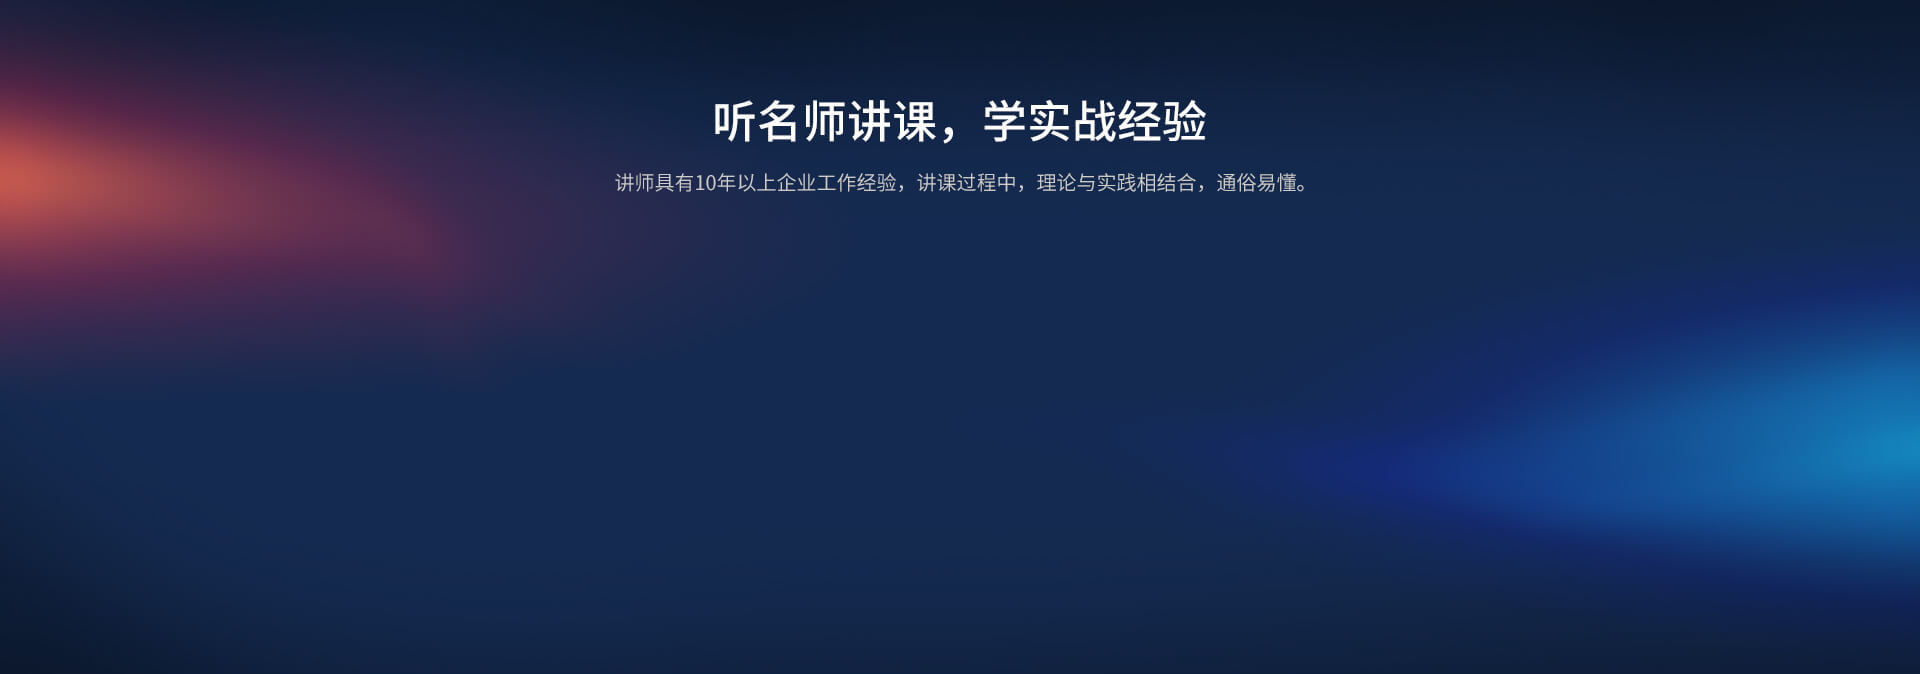 听名师讲课，学实战经验
讲师具有10年以上企业工作经验，讲课过程中，理论与实践相结合，通俗易懂。